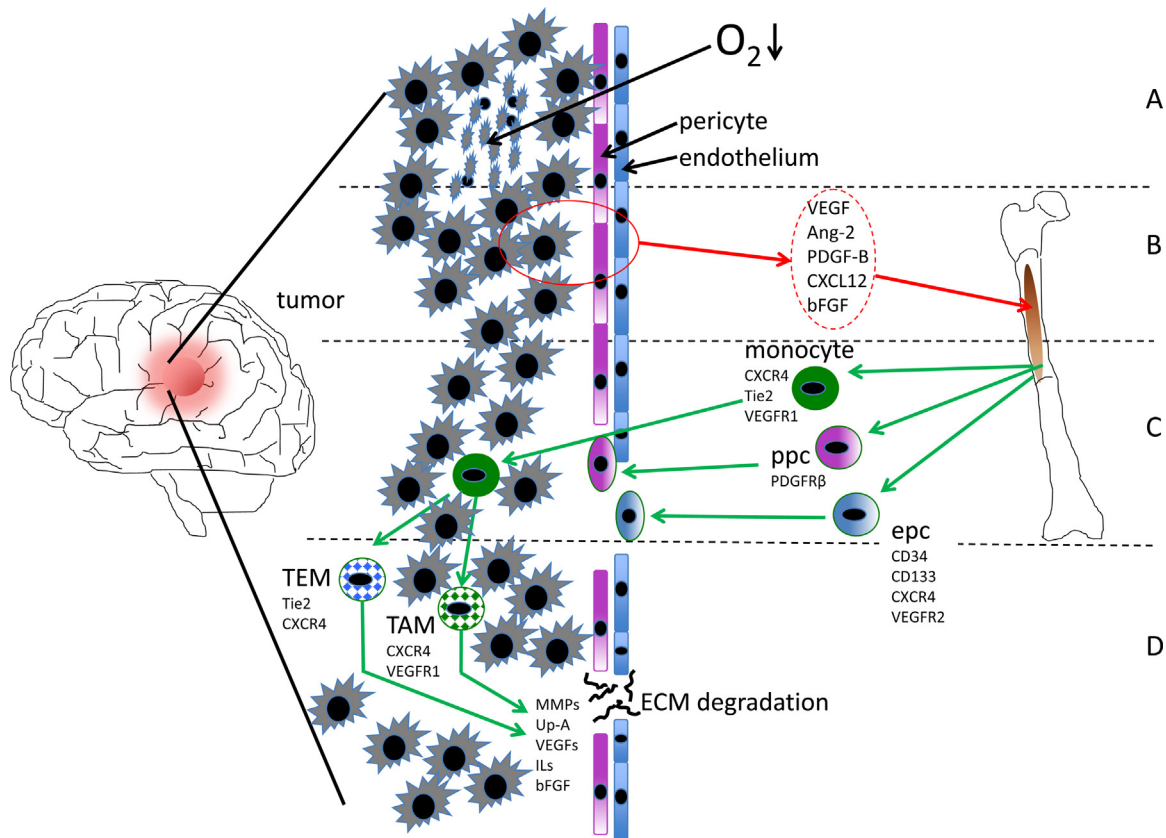 O2↓
A
pericyte
endothelium
VEGF
Ang-2
PDGF-B
CXCL12
bFGF
B
tumor
monocyte
CXCR4
Tie2
VEGFR1
C
ppc
PDGFRβ
epc
CD34
CD133
CXCR4
VEGFR2
TEM
Tie2
CXCR4
TAM
CXCR4
VEGFR1
D
ECM degradation
MMPs
Up-A
VEGFs
ILs
bFGF